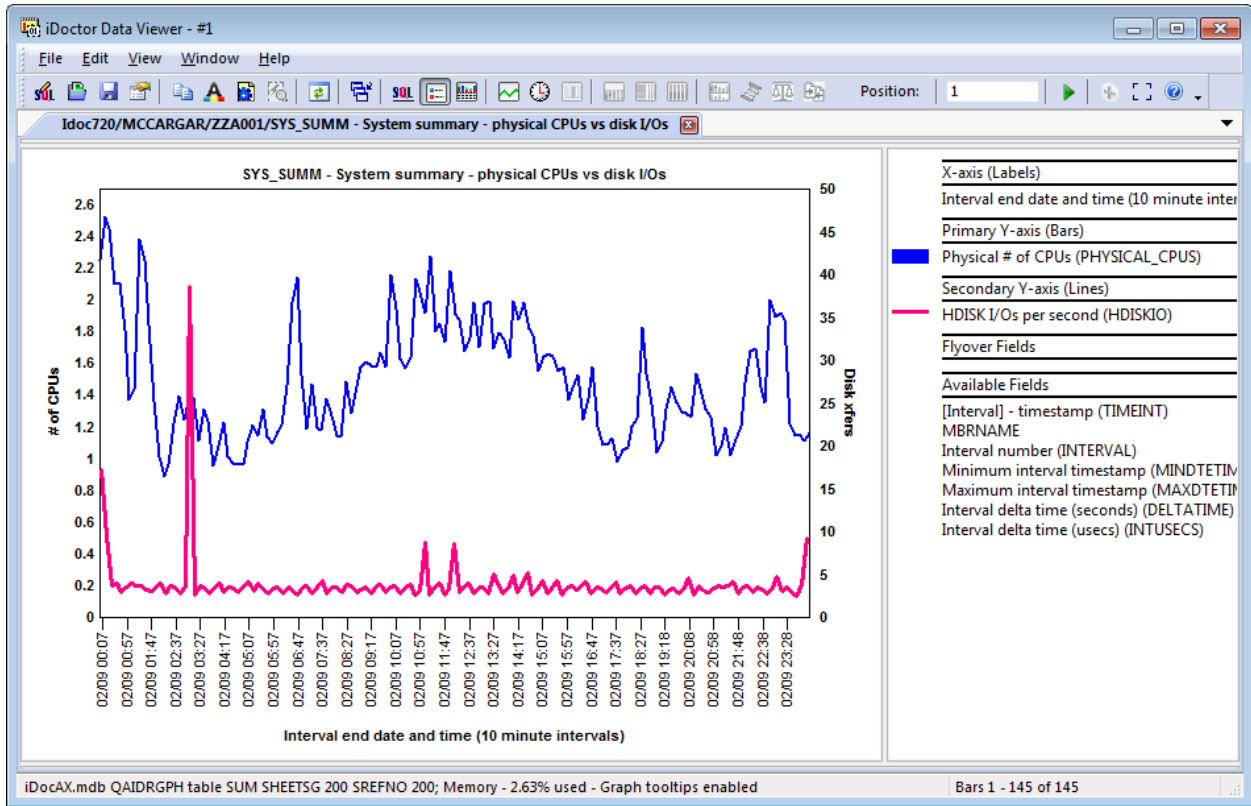 iDoctor Data Viewer - #1
File Edit View Window Help
SQL SQL Position: 1
Idoc720/MCCARGAR/ZZA001/SYS_SUMM - System summary - physical CPUs vs disk I/Os
SYS_SUMM - System summary - physical CPUs vs disk I/Os
# of CPUs
2.6
2.4
2.2
2
1.8
1.6
1.4
1.2
1
0.8
0.6
0.4
0.2
0
50
45
40
35
30
25
20
15
10
5
0
Disk xfers
02/09 00:07
02/09 00:57
02/09 01:47
02/09 02:37
02/09 03:27
02/09 04:17
02/09 05:07
02/09 05:57
02/09 06:47
02/09 07:37
02/09 08:27
02/09 09:17
02/09 10:07
02/09 10:57
02/09 11:47
02/09 12:37
02/09 13:27
02/09 14:17
02/09 15:07
02/09 15:57
02/09 16:47
02/09 17:37
02/09 18:27
02/09 19:18
02/09 20:08
02/09 20:58
02/09 21:48
02/09 22:38
02/09 23:28
Interval end date and time (10 minute intervals)
X-axis (Labels)
Interval end date and time (10 minute inter
Primary Y-axis (Bars)
Physical # of CPUs (PHYSICAL_CPUS)
Secondary Y-axis (Lines)
HDISK I/Os per second (HDISKIO)
Flyover Fields
Available Fields
[Interval] - timestamp (TIMEINT)
MBRNAME
Interval number (INTERVAL)
Minimum interval timestamp (MINDTETIM
Maximum interval timestamp (MAXDTETIM
Interval delta time (seconds) (DELTATIME)
Interval delta time (usecs) (INTUSECS)
iDocAX.mdb QAIDRGPH table SUM SHEETSG 200 SREFNO 200; Memory - 2.63% used - Graph tooltips enabled
Bars 1 - 145 of 145